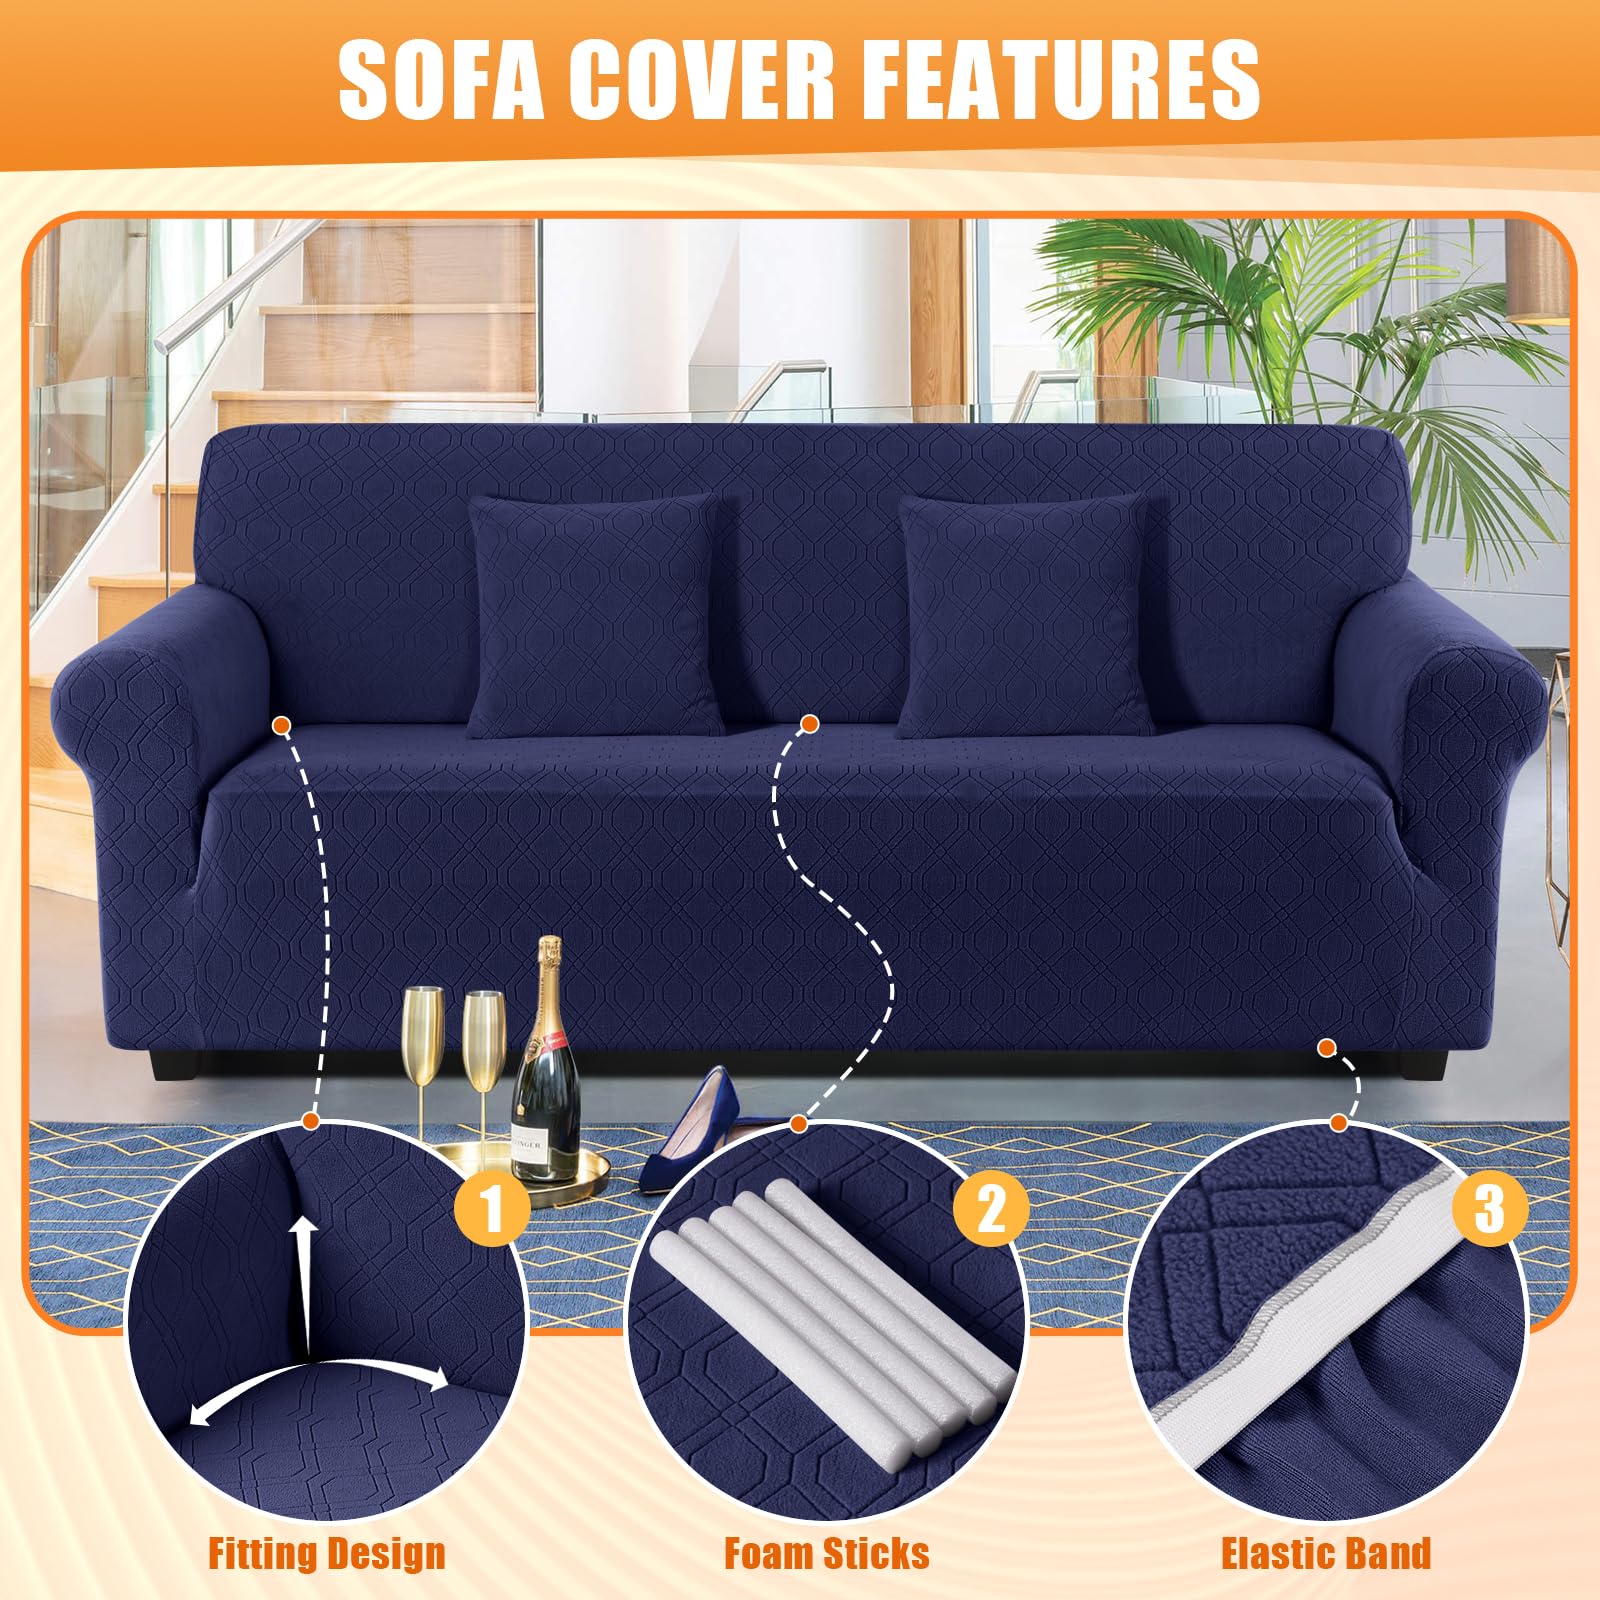 SOFA COVER FEATURES
1
2
3
Fitting Design
Foam Sticks
Elastic Band